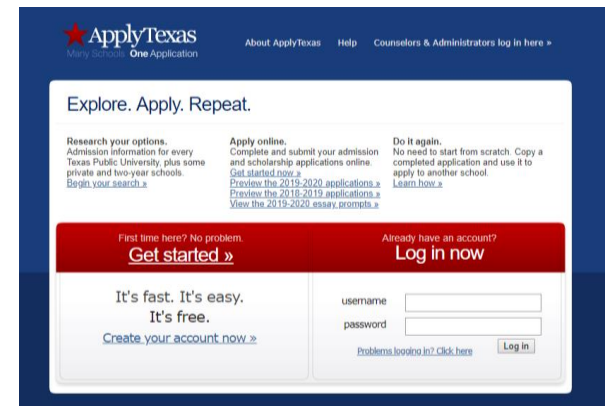 ApplyTexas
Many Schools One Application
About ApplyTexas Help Counselors & Administrators log in here »
Explore. Apply. Repeat.
Research your options.
Admission information for every
Texas Public University, plus some
private and two-year schools.
Begin your search »
Apply online.
Complete and submit your admission
and scholarship applications online.
Get started now »
Preview the 2019-2020 applications »
Preview the 2018-2019 applications »
View the 2019-2020 essay prompts »
Do it again.
No need to start from scratch. Copy a
completed application and use it to
apply to another school.
Learn how »
First time here? No problem.
Get started »
Already have an account?
Log in now
It's fast. It's easy.
It's free.
Create your account now »
username
password
Problems logging in? Click here
Log in